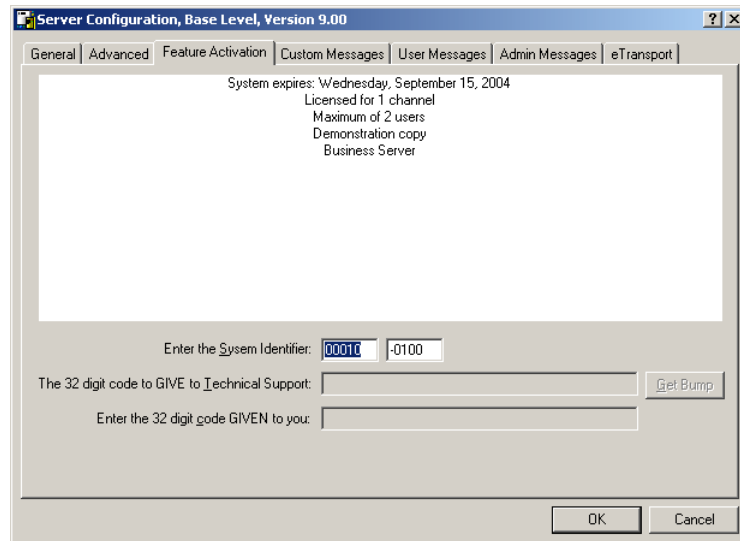 Server Configuration, Base Level, Version 9.00
General Advanced Feature Activation Custom Messages User Messages Admin Messages eTransport
System expires: Wednesday, September 15, 2004
Licensed for 1 channel
Maximum of 2 users
Demonstration copy
Business Server
Enter the Sysem Identifier: 00010 -0100
The 32 digit code to GIVE to Technical Support: Get Bump
Enter the 32 digit code GIVEN to you:
OK Cancel